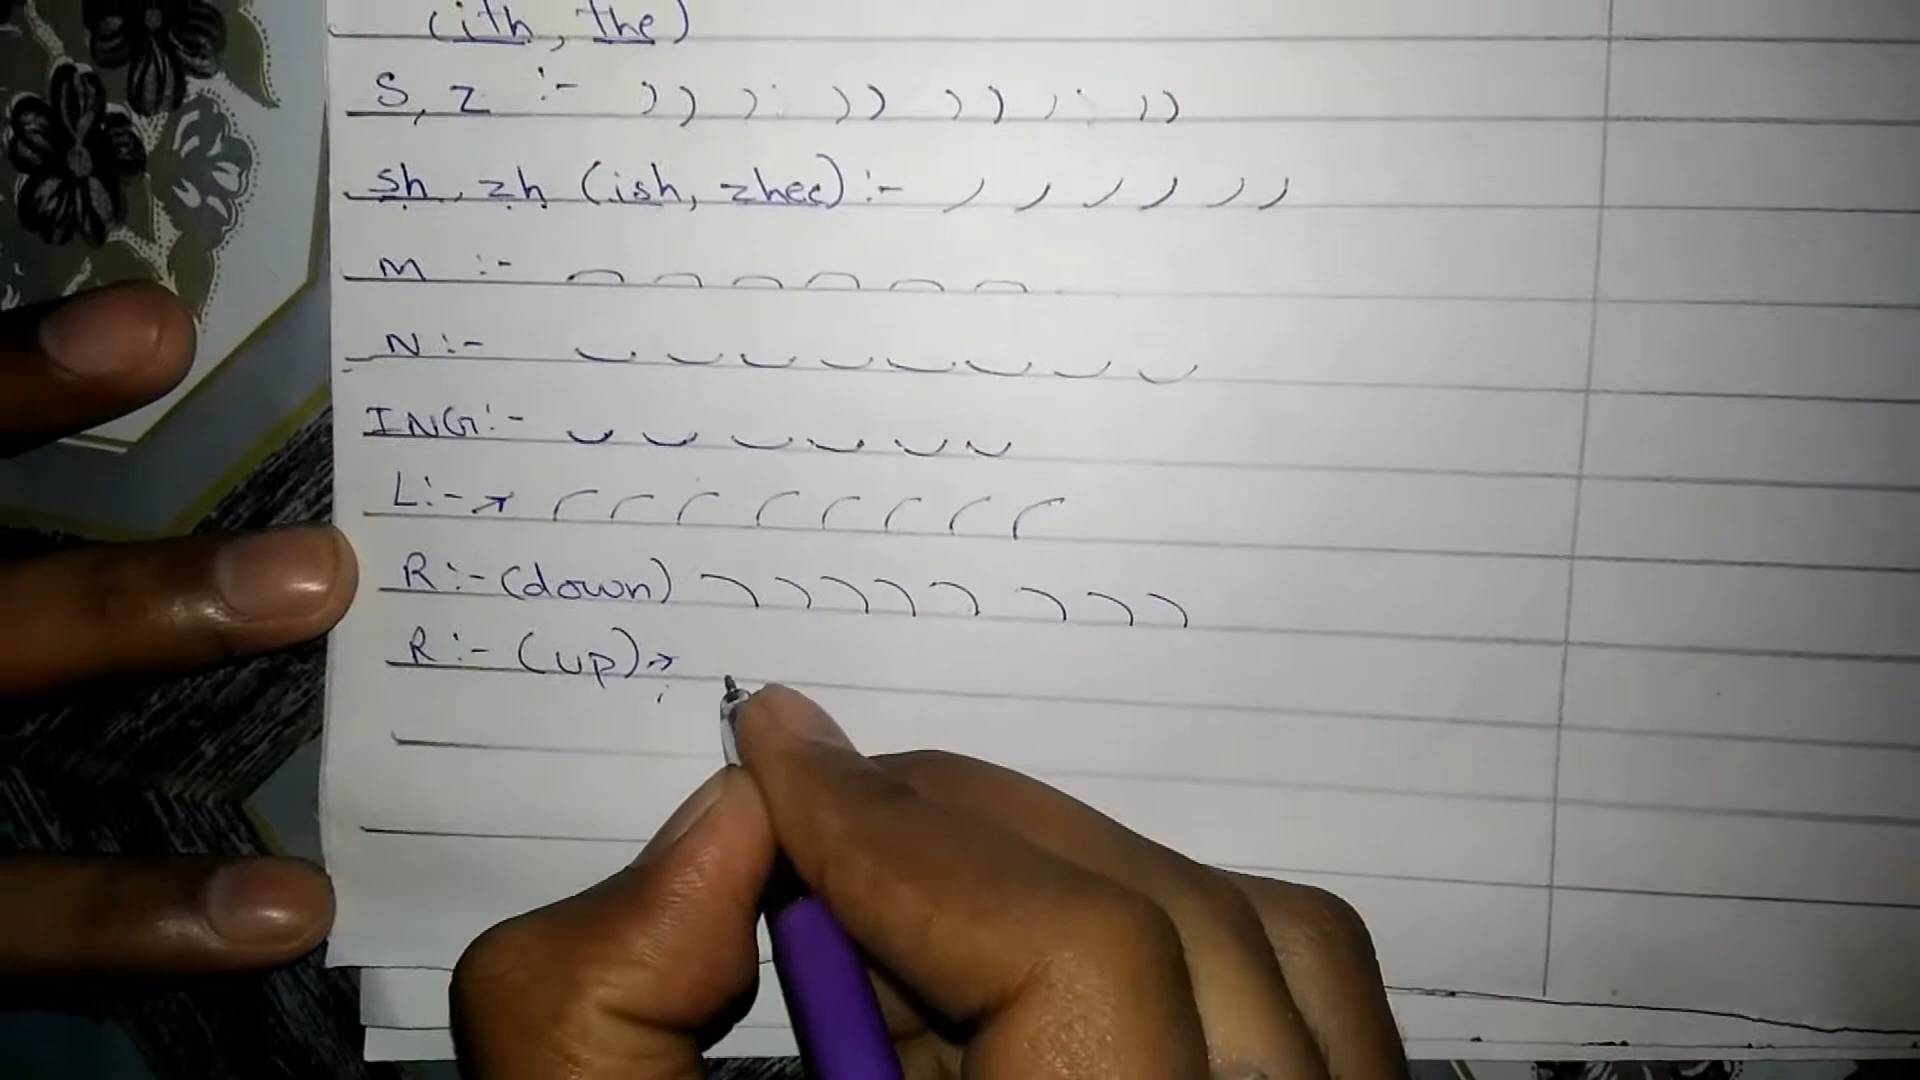 (ith, the)
S, z :-
sh, zh (ish, zhee) :-
M :-
N :-
ING :-
L :- →
R :- (down)
R :- (up) →